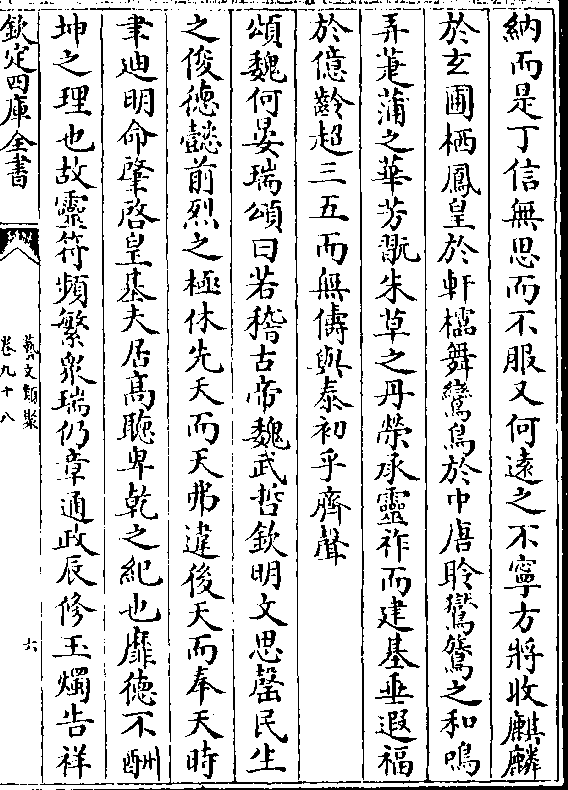 納而是丁信無思而不服又何遠之不寧方將收麒麟
於玄圃栖鳳皇於軒檽舞鸞鳥於中唐聆鸑鷟之和鳴
弄萐蒲之華芳翫朱草之丹榮承靈祚而建基垂遐福
於億齡超三五而無儔與泰初乎齊聲
頌魏何晏瑞頌曰若稽古帝魏武哲欽明文思罄民生
之俊德懿前烈之極休先天而天弗違後天而奉天時
聿廸明命肇啓皇基夫居高聴卑乾之紀也靡德不酬
坤之理也故靈符頻繁衆瑞仍章通政辰修玉燭告祥
欽定四庫全書
藝文類聚
卷九十八
六